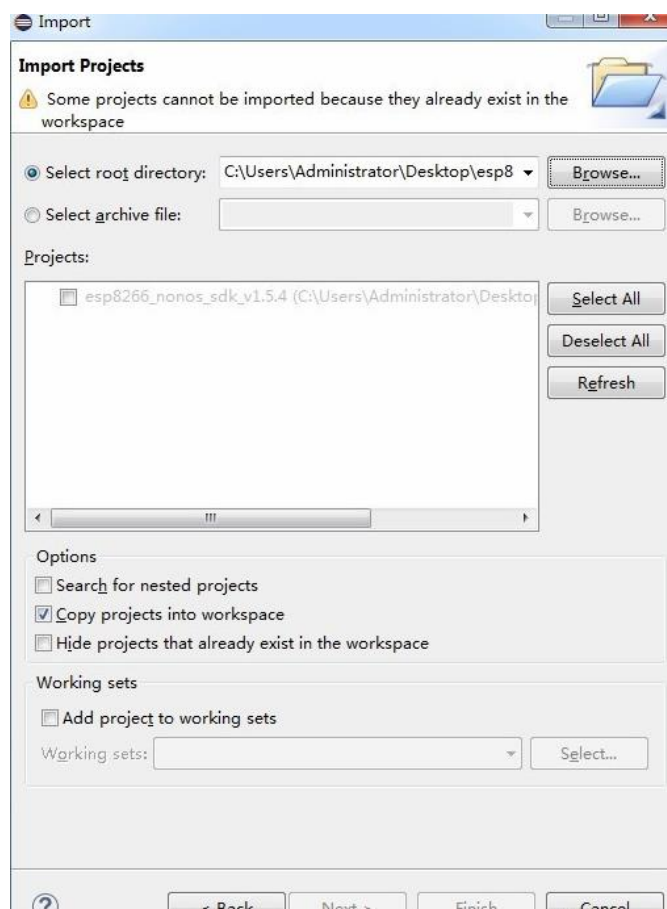 Import
Import Projects
Some projects cannot be imported because they already exist in the
workspace
Select root directory: C:\Users\Administrator\Desktop\esp8 Browse...
Select archive file: Browse...
Projects:
esp8266_nonos_sdk_v1.5.4 (C:\Users\Administrator\Desktop
Select All
Deselect All
Refresh
Options
Search for nested projects
Copy projects into workspace
Hide projects that already exist in the workspace
Working sets
Add project to working sets
Working sets: Select...
< Back Next > Finish Cancel